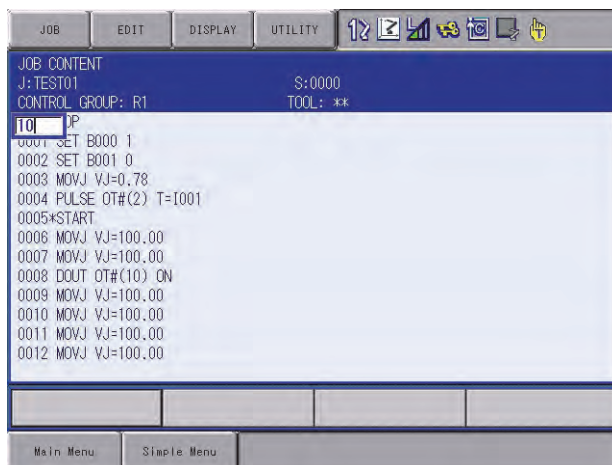 JOB EDIT DISPLAY UTILITY
JOB CONTENT
J:TEST01 S:0000
CONTROL GROUP: R1 TOOL: **
10 OP
0001 SET B000 1
0002 SET B001 0
0003 MOVJ VJ=0.78
0004 PULSE OT#(2) T=I001
0005*START
0006 MOVJ VJ=100.00
0007 MOVJ VJ=100.00
0008 DOUT OT#(10) ON
0009 MOVJ VJ=100.00
0010 MOVJ VJ=100.00
0011 MOVJ VJ=100.00
0012 MOVJ VJ=100.00
Main Menu Simple Menu